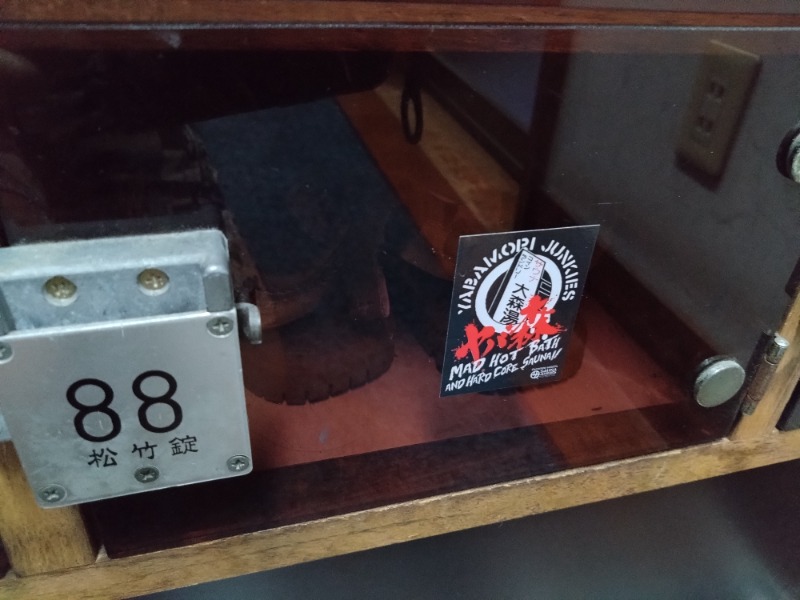 88
松竹錠
YABAMORI JUNKIES
大森湯
MAD HOT BATH
AND HARD CORE SAUNA!!